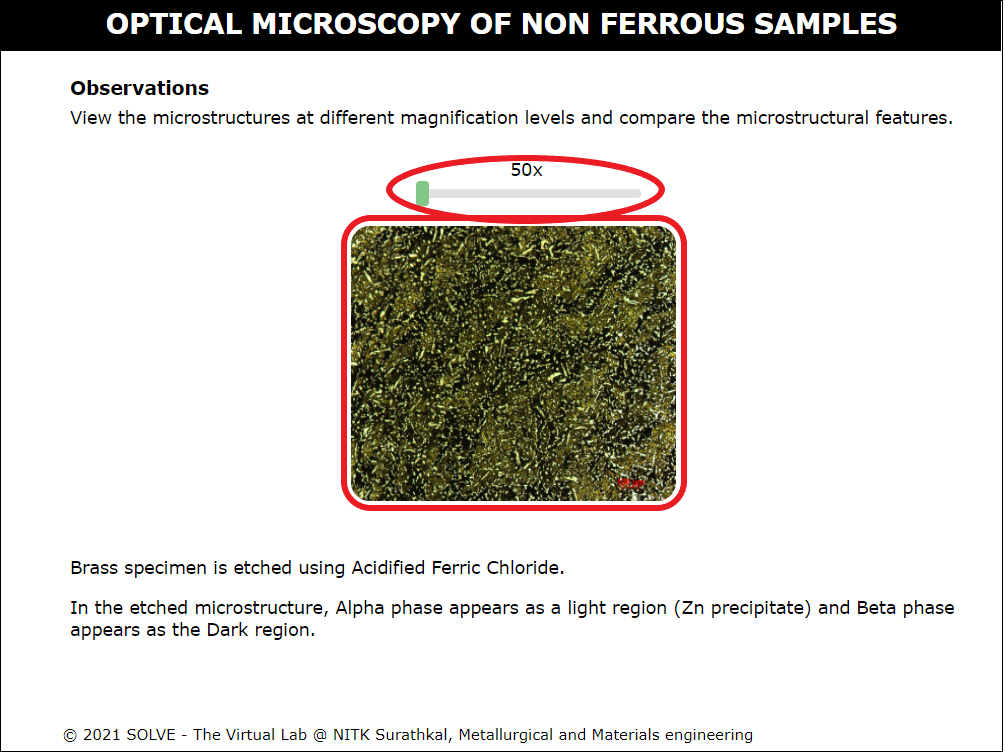 OPTICAL MICROSCOPY OF NON FERROUS SAMPLES
Observations
View the microstructures at different magnification levels and compare the microstructural features.
50x
Brass specimen is etched using Acidified Ferric Chloride.
In the etched microstructure, Alpha phase appears as a light region (Zn precipitate) and Beta phase
appears as the Dark region.
© 2021 SOLVE - The Virtual Lab @ NITK Surathkal, Metallurgical and Materials engineering